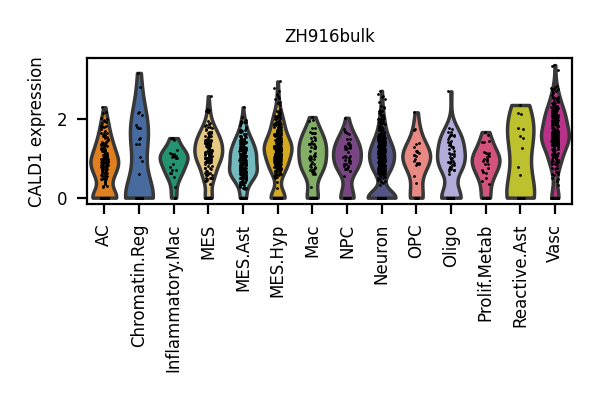 ZH916bulk
CALD1 expression
2
0
AC
Chromatin.Reg
Inflammatory.Mac
MES
MES.Ast
MES.Hyp
Mac
NPC
Neuron
OPC
Oligo
Prolif.Metab
Reactive.Ast
Vasc